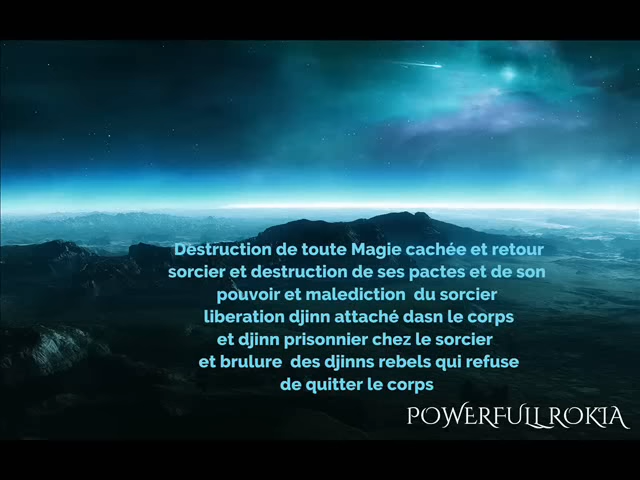 Destruction de toute Magie cachée et retour
sorcier et destruction de ses pactes et de son
pouvoir et malediction du sorcier
liberation djinn attaché dasn le corps
et djinn prisonnier chez le sorcier
et brulure des djinns rebels qui refuse
de quitter le corps
POWERFULL ROKIA